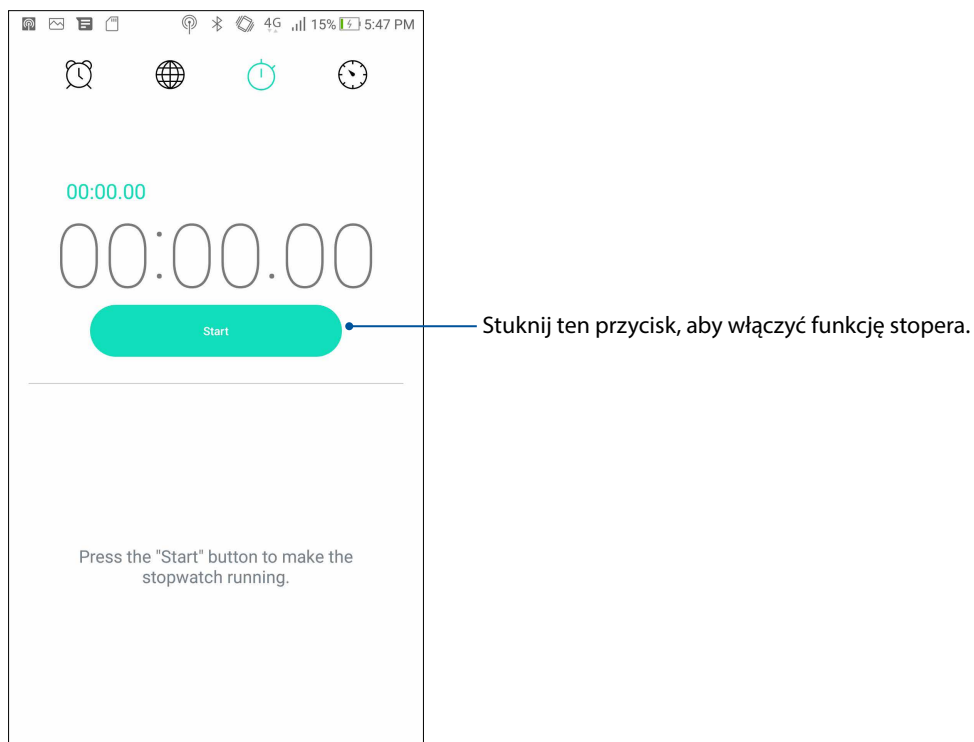 4G 15% 5:47 PM
00:00.00
00:00.00
Start
Stuknij ten przycisk, aby włączyć funkcję stopera.
Press the "Start" button to make the
stopwatch running.